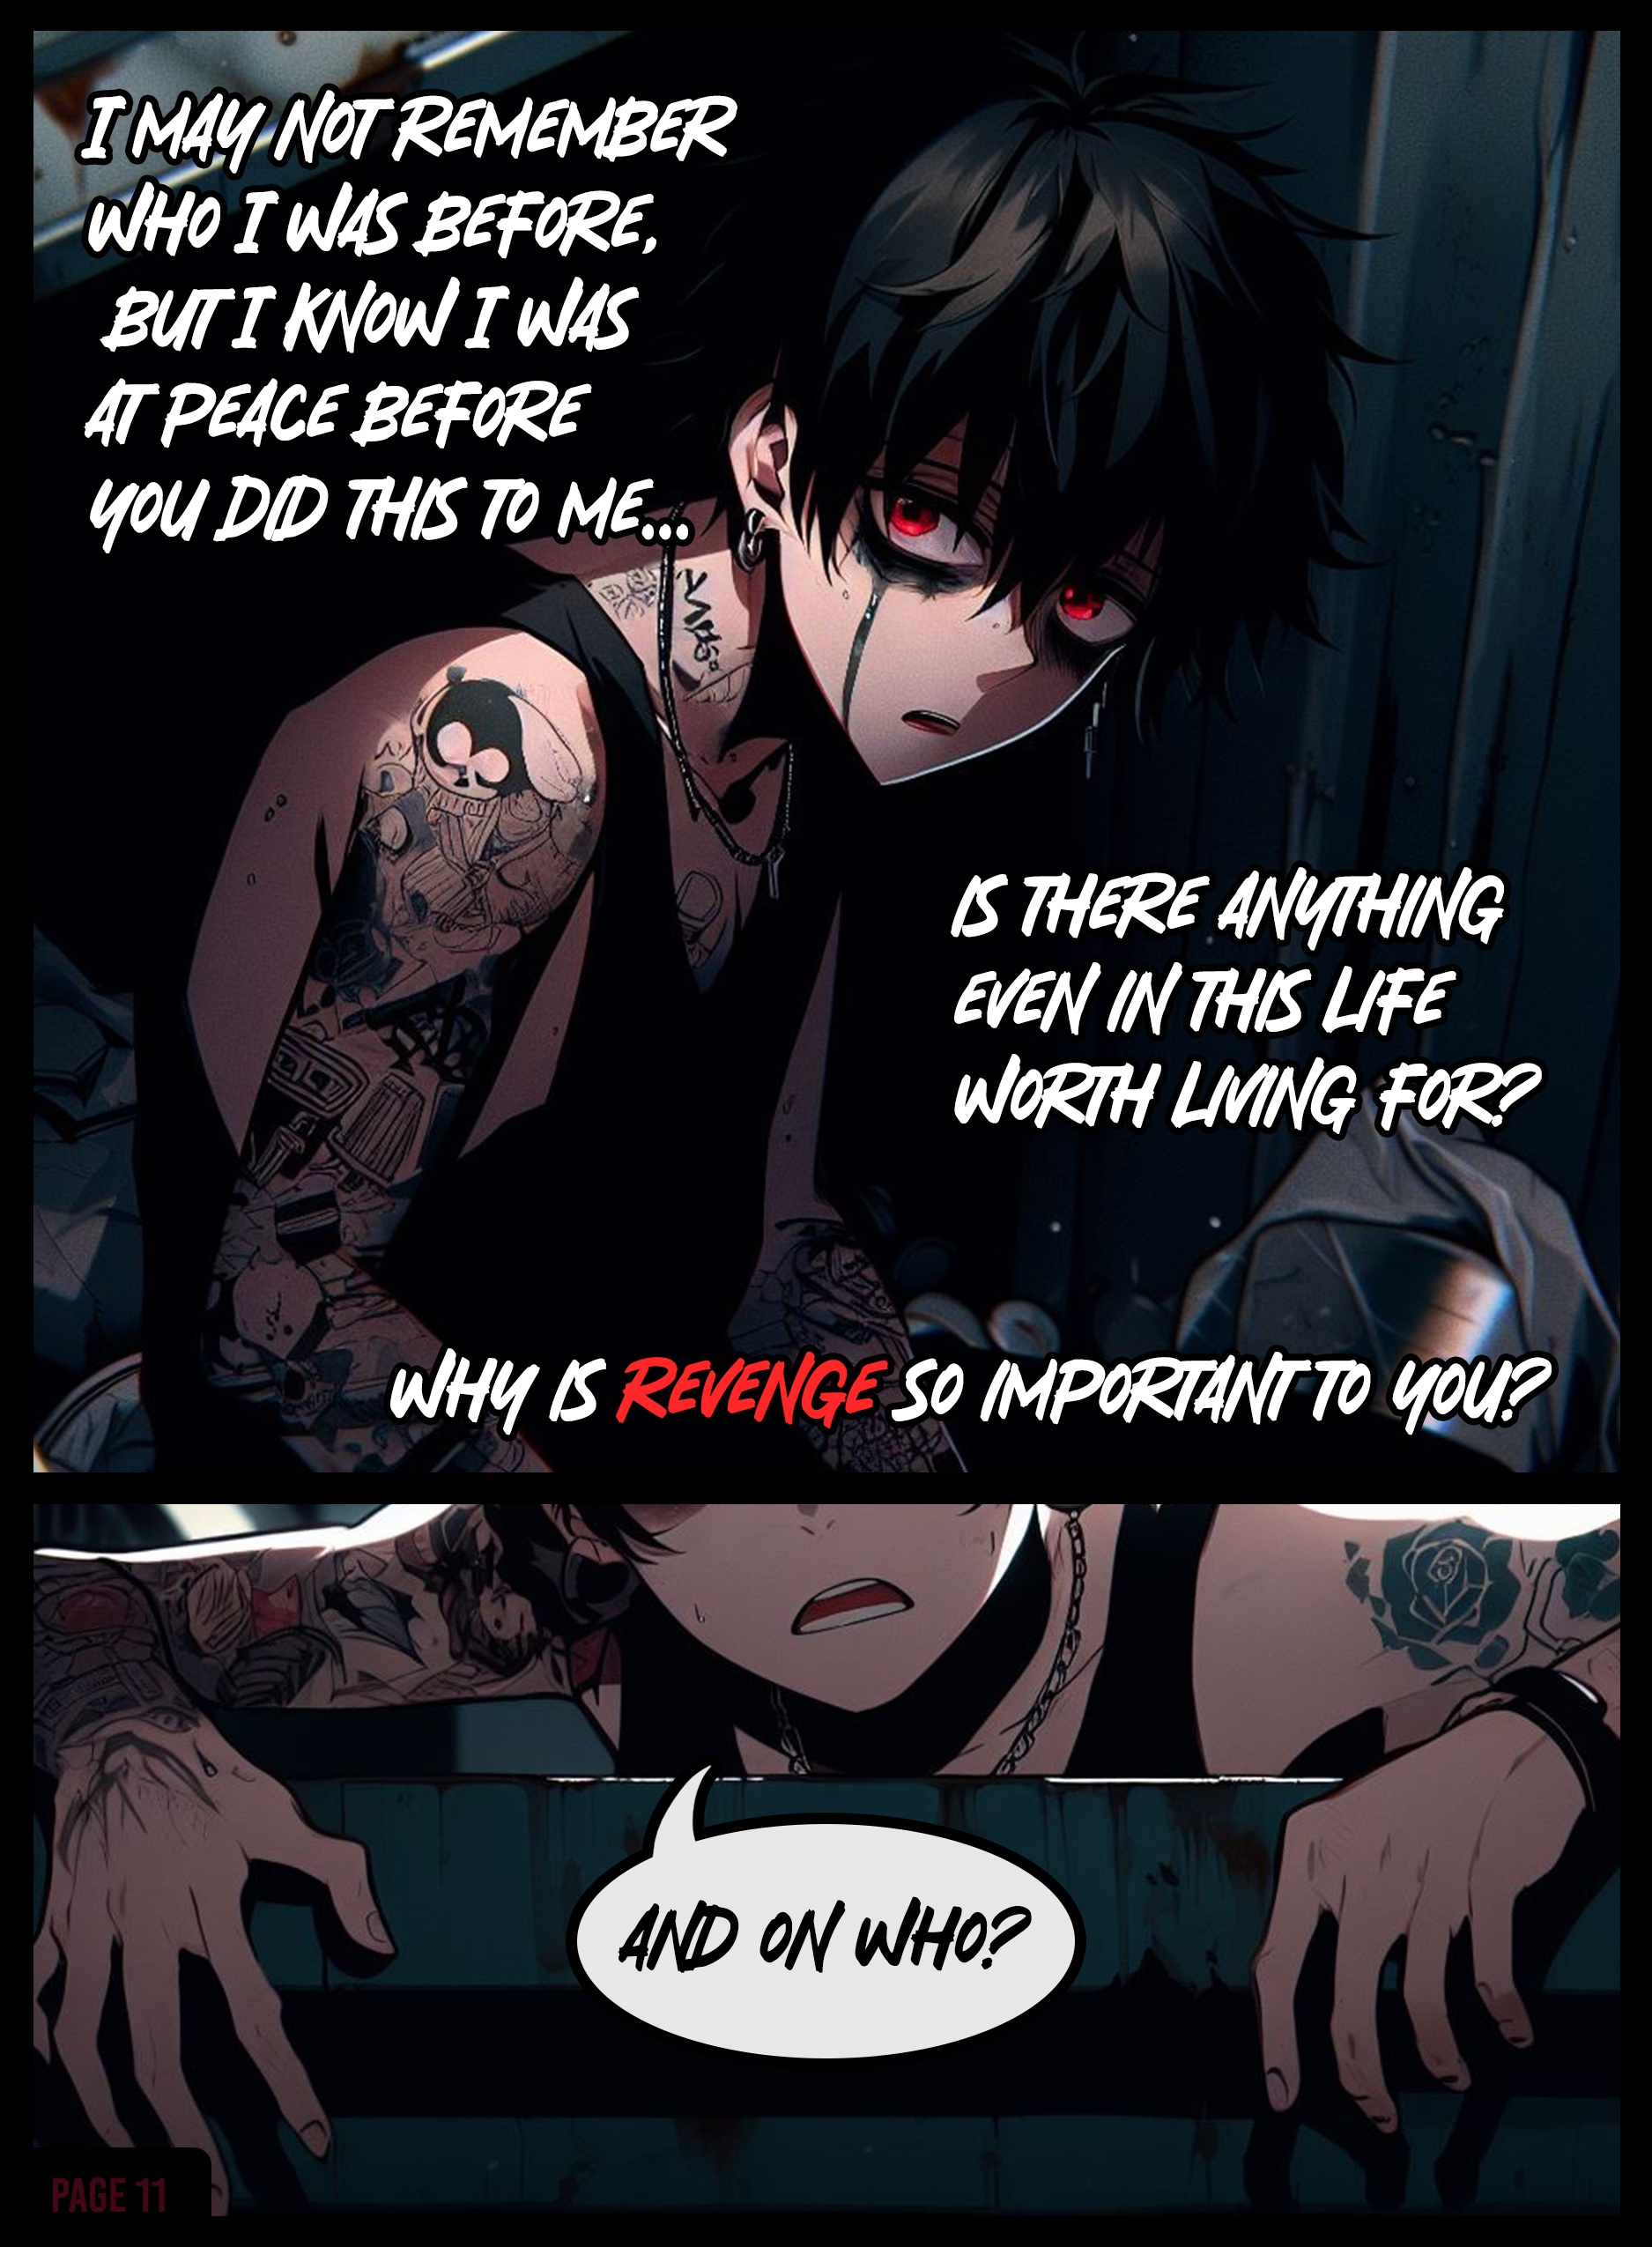 I MAY NOT REMEMBER
WHO I WAS BEFORE,
BUT I KNOW I WAS
AT PEACE BEFORE
YOU DID THIS TO ME...
IS THERE ANYTHING
EVEN IN THIS LIFE
WORTH LIVING FOR?
WHY IS REVENGE SO IMPORTANT TO YOU?
AND ON WHO?
PAGE 11